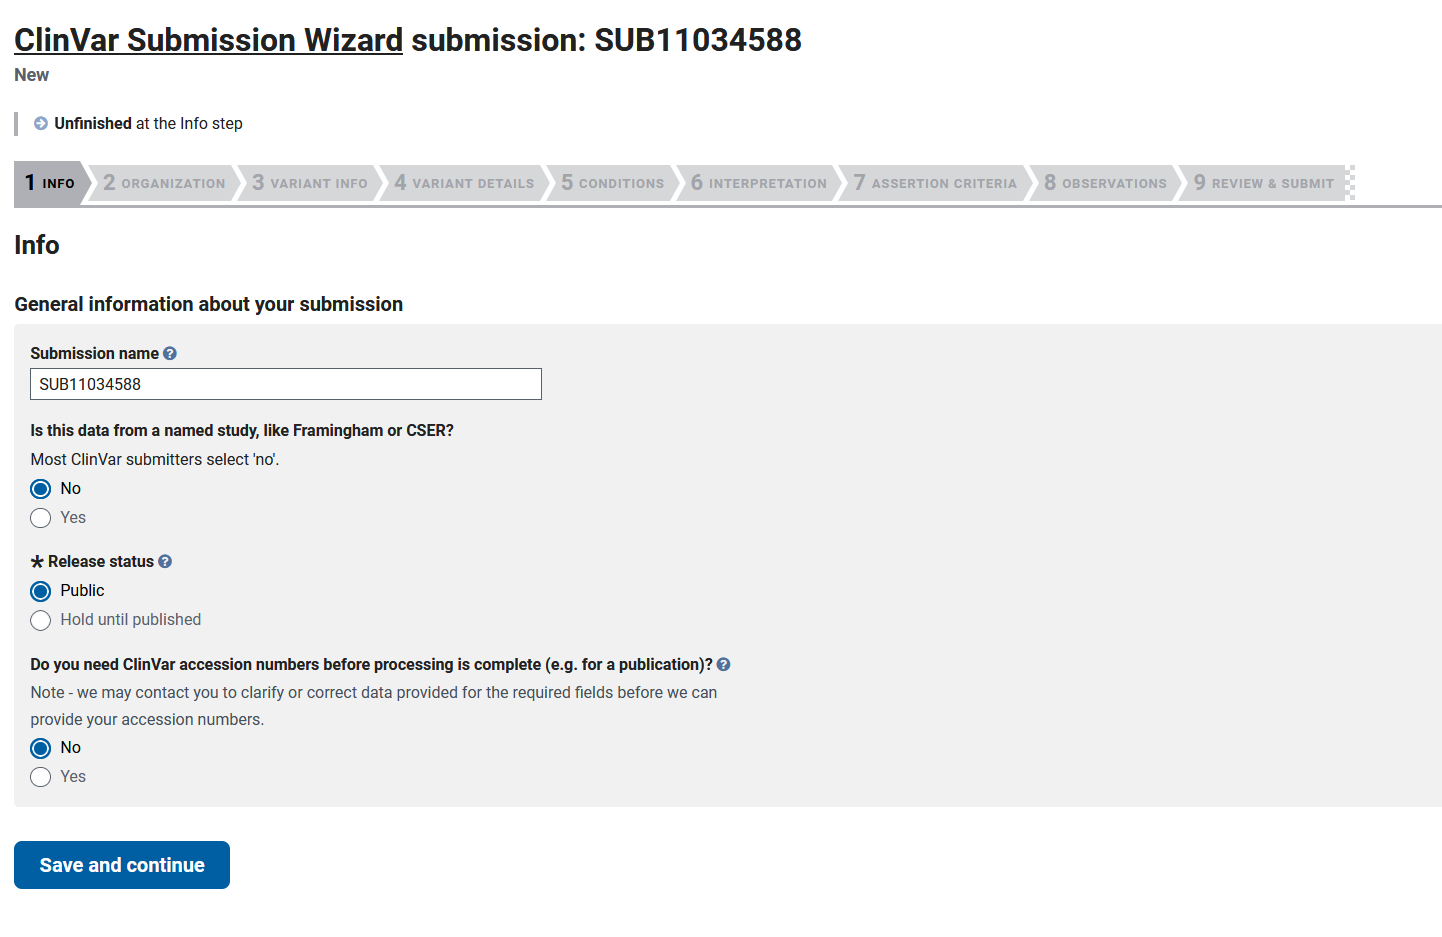 ClinVar Submission Wizard submission: SUB11034588
New
Unfinished at the Info step
1 INFO 2 ORGANIZATION 3 VARIANT INFO 4 VARIANT DETAILS 5 CONDITIONS 6 INTERPRETATION 7 ASSERTION CRITERIA 8 OBSERVATIONS 9 REVIEW & SUBMIT
Info
General information about your submission
Submission name ?
SUB11034588
Is this data from a named study, like Framingham or CSER?
Most ClinVar submitters select 'no'.
No
Yes
* Release status ?
Public
Hold until published
Do you need ClinVar accession numbers before processing is complete (e.g. for a publication)? ?
Note - we may contact you to clarify or correct data provided for the required fields before we can
provide your accession numbers.
No
Yes
Save and continue